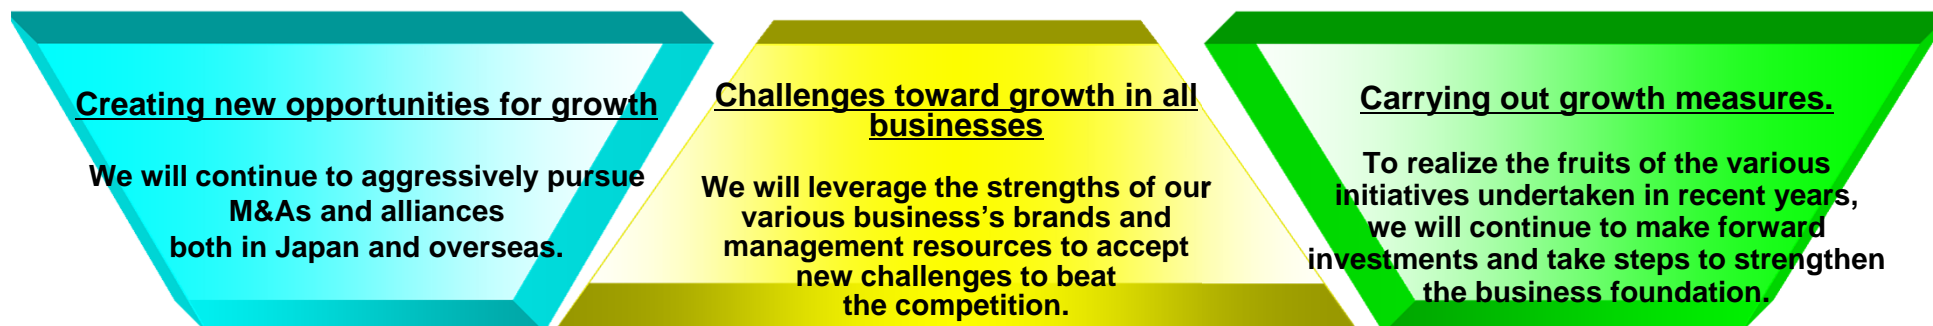 Creating new opportunities for growth
We will continue to aggressively pursue
M&As and alliances
both in Japan and overseas.
Challenges toward growth in all
businesses
We will leverage the strengths of our
various business’s brands and
management resources to accept
new challenges to beat
the competition.
Carrying out growth measures.
To realize the fruits of the various
initiatives undertaken in recent years,
we will continue to make forward
investments and take steps to strengthen
the business foundation.